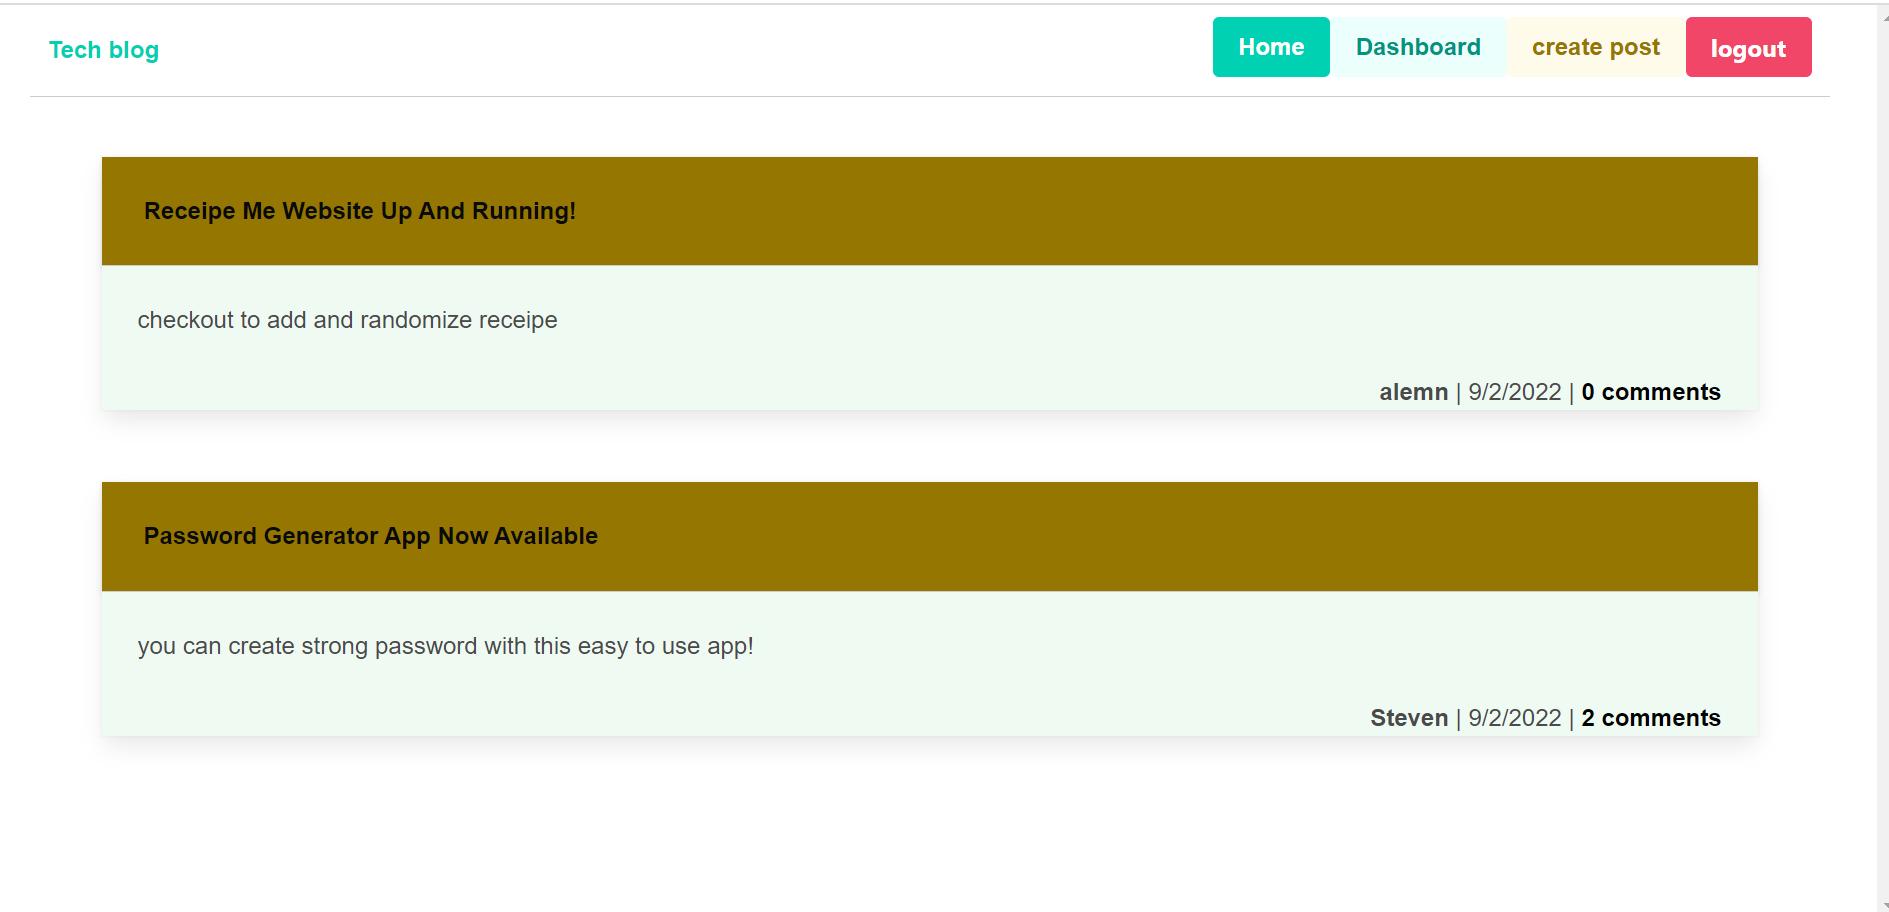 Tech blog
Home Dashboard create post logout
Receipe Me Website Up And Running!
checkout to add and randomize receipe
alemn | 9/2/2022 | 0 comments
Password Generator App Now Available
you can create strong password with this easy to use app!
Steven | 9/2/2022 | 2 comments